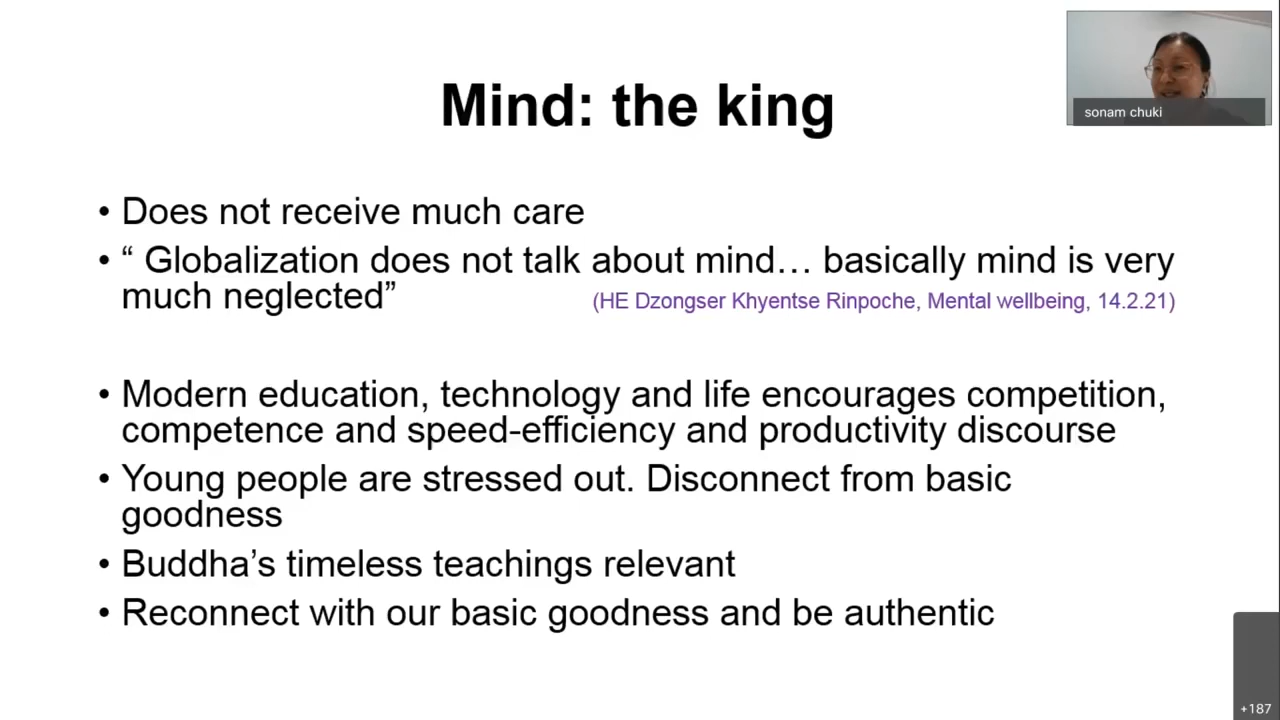 sonam chuki
Mind: the king
• Does not receive much care
• “ Globalization does not talk about mind… basically mind is very
much neglected” (HE Dzongser Khyentse Rinpoche, Mental wellbeing, 14.2.21)
• Modern education, technology and life encourages competition,
competence and speed-efficiency and productivity discourse
• Young people are stressed out. Disconnect from basic
goodness
• Buddha’s timeless teachings relevant
• Reconnect with our basic goodness and be authentic
+187